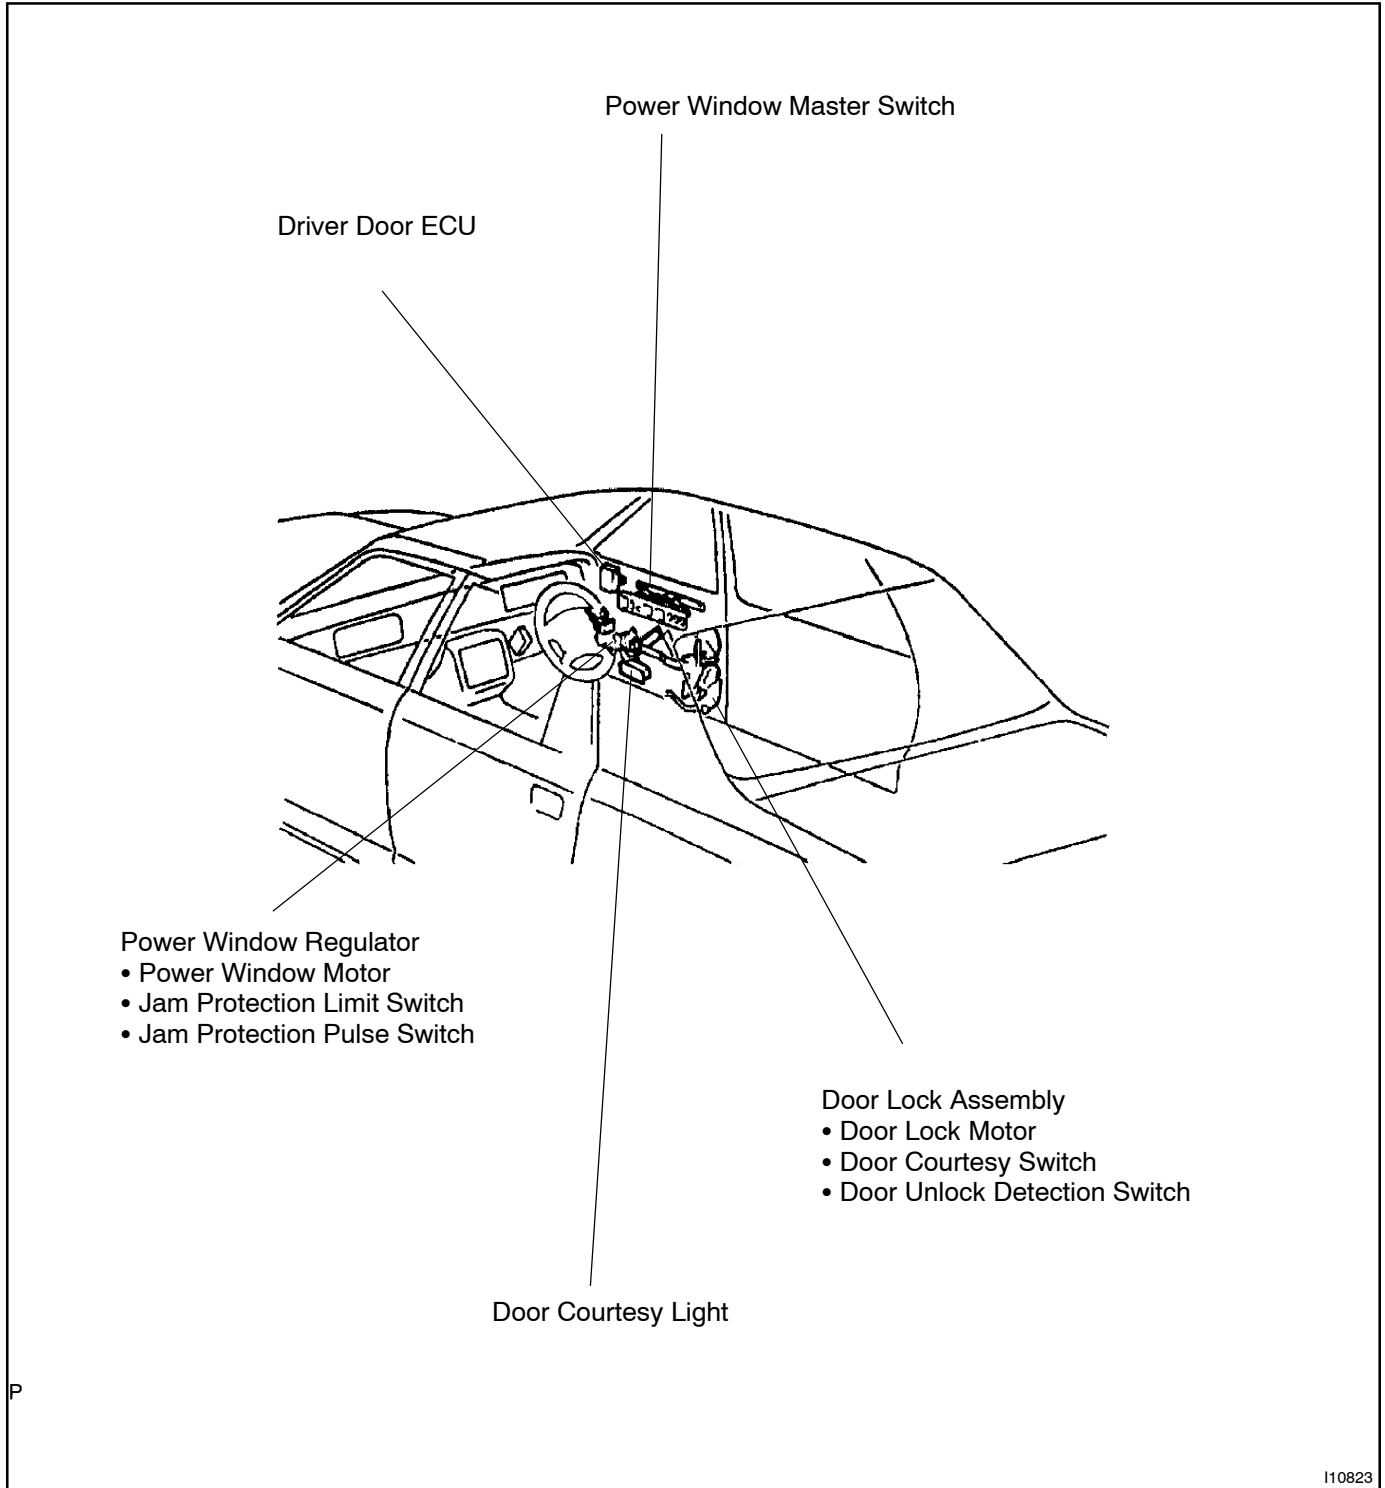 Power Window Master Switch
Driver Door ECU
Power Window Regulator
• Power Window Motor
• Jam Protection Limit Switch
• Jam Protection Pulse Switch
Door Lock Assembly
• Door Lock Motor
• Door Courtesy Switch
• Door Unlock Detection Switch
Door Courtesy Light
P
I10823